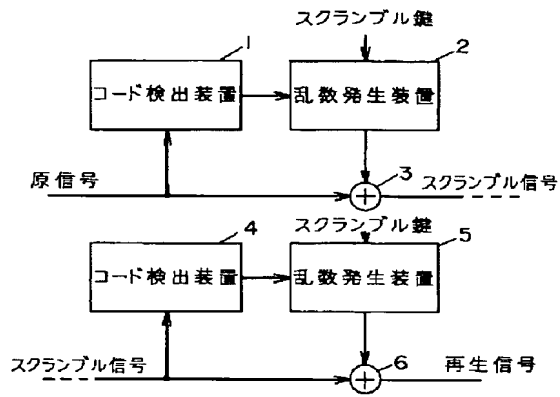 スクランブル鍵
1
2
コード検出装置
乱数発生装置
原信号
3
スクランブル信号
4
スクランブル鍵
5
コード検出装置
乱数発生装置
スクランブル信号
6
再生信号